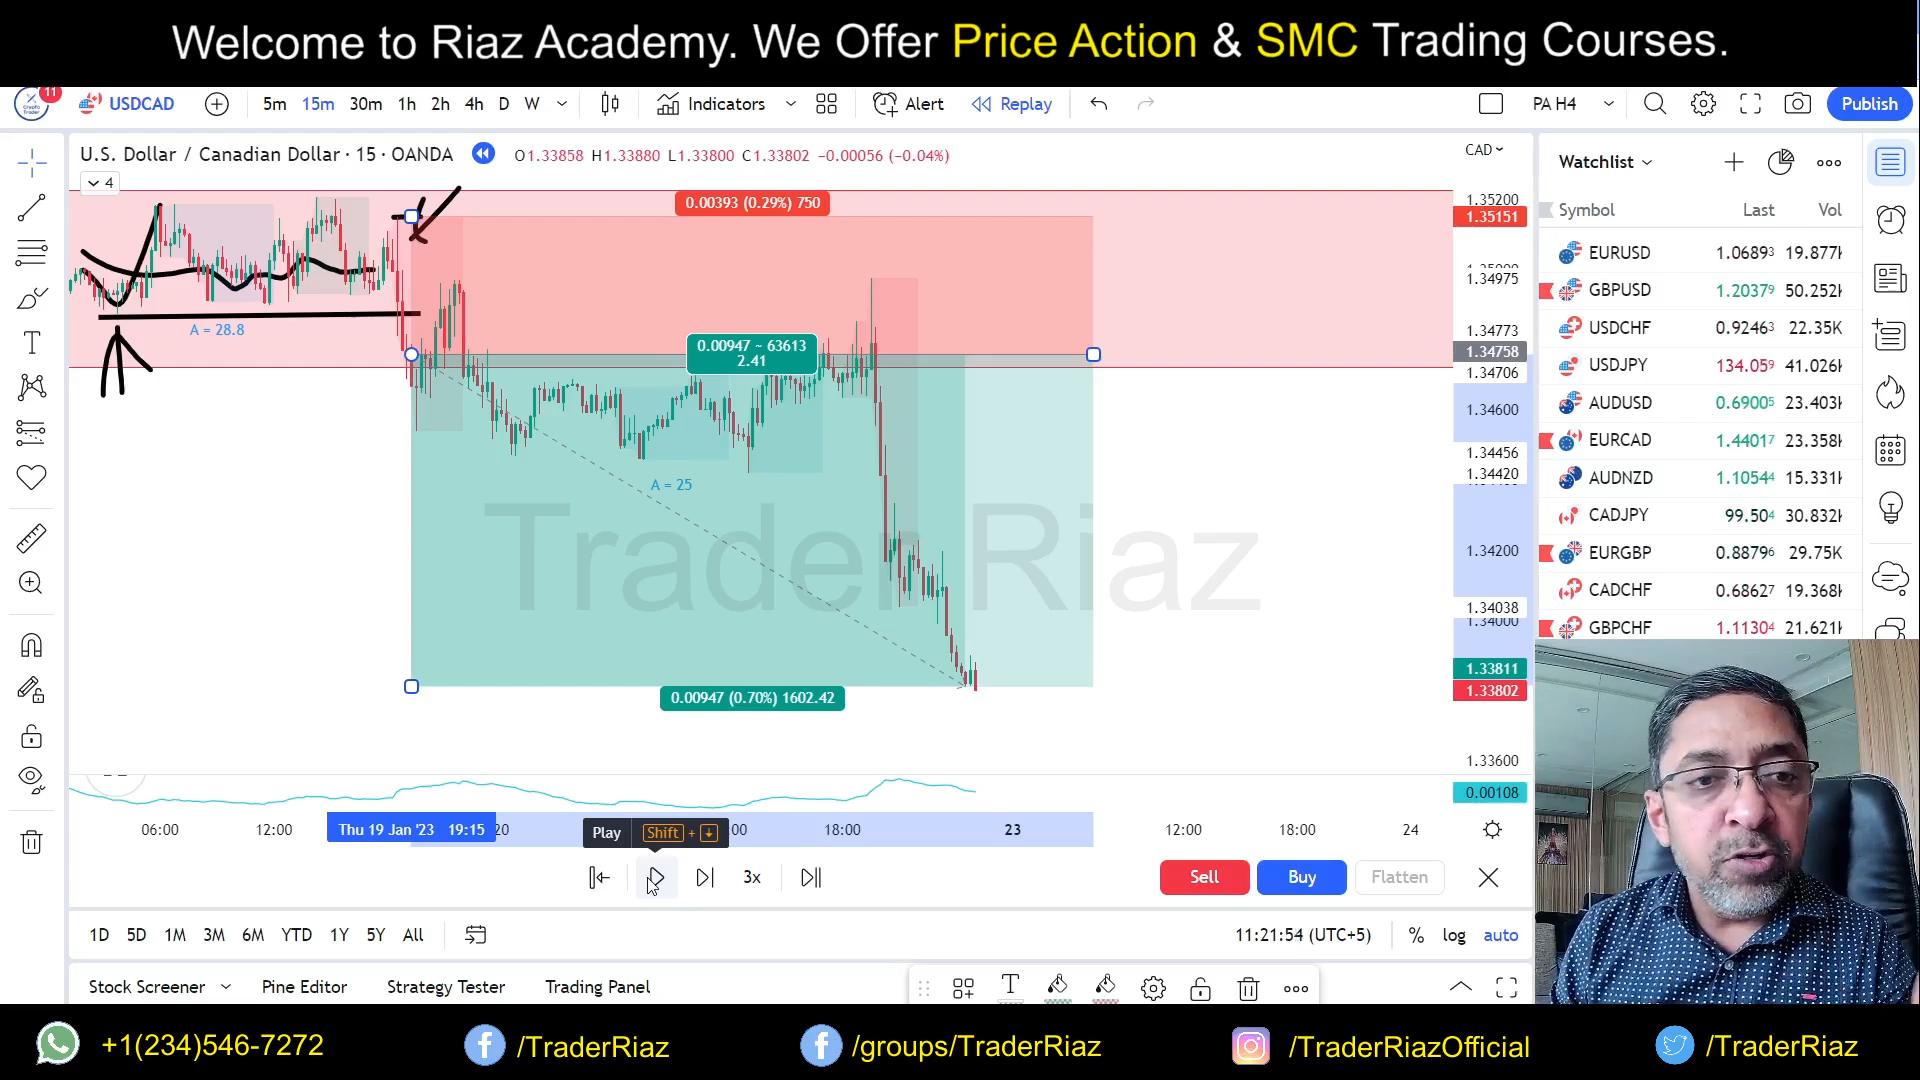 Welcome to Riaz Academy. We Offer Price Action & SMC Trading Courses.
11
USDCAD
5m 15m 30m 1h 2h 4h D W
Indicators
Alert
Replay
PA H4
Publish
U.S. Dollar / Canadian Dollar · 15 · OANDA
O1.33858 H1.33880 L1.33800 C1.33802 −0.00056 (−0.04%)
CAD
4
0.00393 (0.29%) 750
0.00947 ~ 63613
2.41
A = 28.8
A = 25
Trader Riaz
0.00947 (0.70%) 1602.42
1.35200
1.35151
1.34975
1.34773
1.34758
1.34706
1.34600
1.34456
1.34420
1.34200
1.34038
1.34000
1.33811
1.33802
1.33600
0.00108
06:00 12:00 Thu 19 Jan '23 19:15 20 :00 18:00 23 12:00 18:00 24
Play Shift + ↓
3x
Sell
Buy
Flatten
1D 5D 1M 3M 6M YTD 1Y 5Y All
11:21:54 (UTC+5) % log auto
Stock Screener Pine Editor Strategy Tester Trading Panel
Watchlist
Symbol Last Vol
EURUSD 1.06893 19.877K
GBPUSD 1.20379 50.252K
USDCHF 0.92463 22.35K
USDJPY 134.059 41.026K
AUDUSD 0.69005 23.403K
EURCAD 1.44017 23.358K
AUDNZD 1.10544 15.331K
CADJPY 99.504 30.832K
EURGBP 0.88796 29.75K
CADCHF 0.68627 19.368K
GBPCHF 1.11304 21.621K
+1(234)546-7272
/TraderRiaz
/groups/TraderRiaz
/TraderRiazOfficial
/TraderRiaz